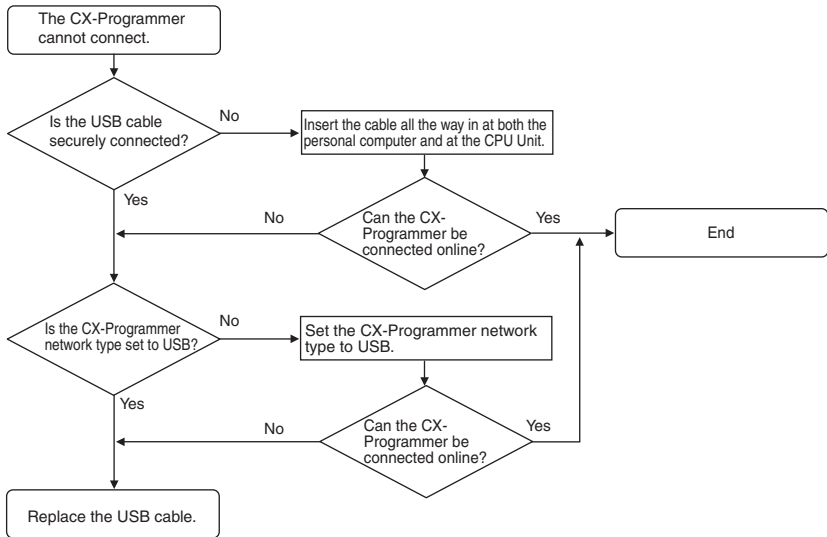 The CX-Programmer
cannot connect.
Is the USB cable
securely connected?
No
Insert the cable all the way in at both the
personal computer and at the CPU Unit.
Yes
No
Can the CX-
Programmer be
connected online?
Yes
End
Is the CX-Programmer
network type set to USB?
No
Set the CX-Programmer network
type to USB.
Yes
No
Can the CX-
Programmer be
connected online?
Yes
Replace the USB cable.